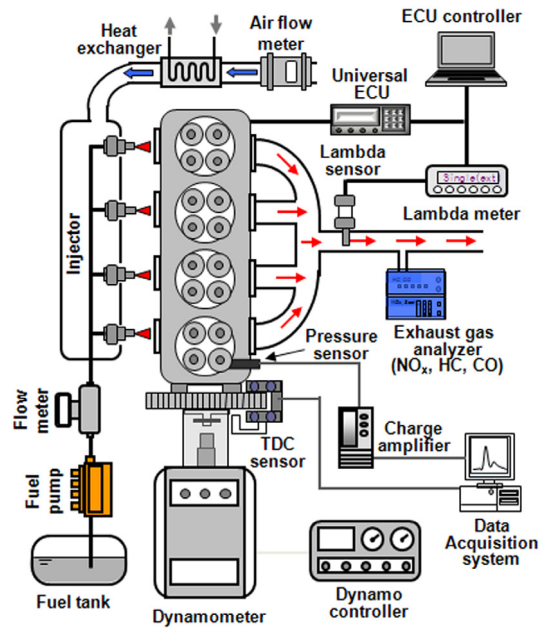 Heat
exchanger
Air flow
meter
ECU controller
Universal
ECU
Lambda
sensor
Singletext
Lambda meter
Injector
Exhaust gas
analyzer
(NOx, HC, CO)
Pressure
sensor
Flow
meter
TDC
sensor
Charge
amplifier
Fuel
pump
Data
Acquisition
system
Fuel tank
Dynamometer
Dynamo
controller